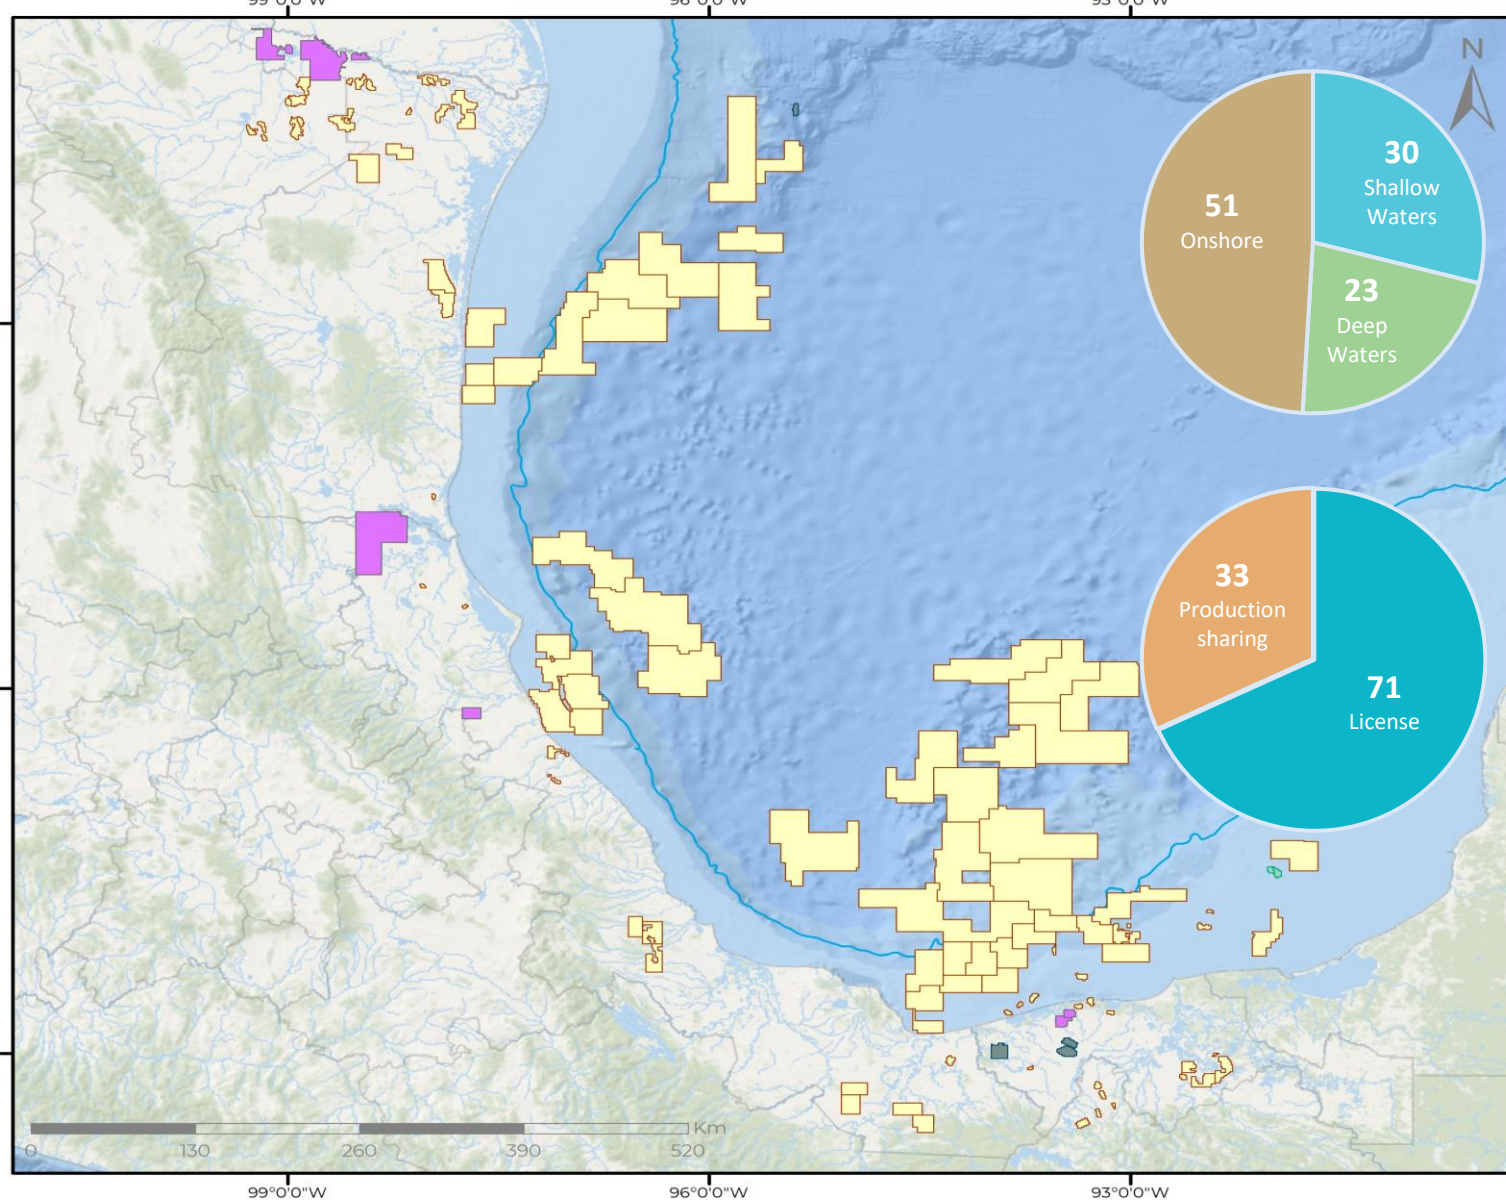 N
30
Shallow
Waters
51
Onshore
23
Deep
Waters
33
Production
sharing
71
License
Km
0 130 260 390 520
99°0'0"W 96°0'0"W 93°0'0"W